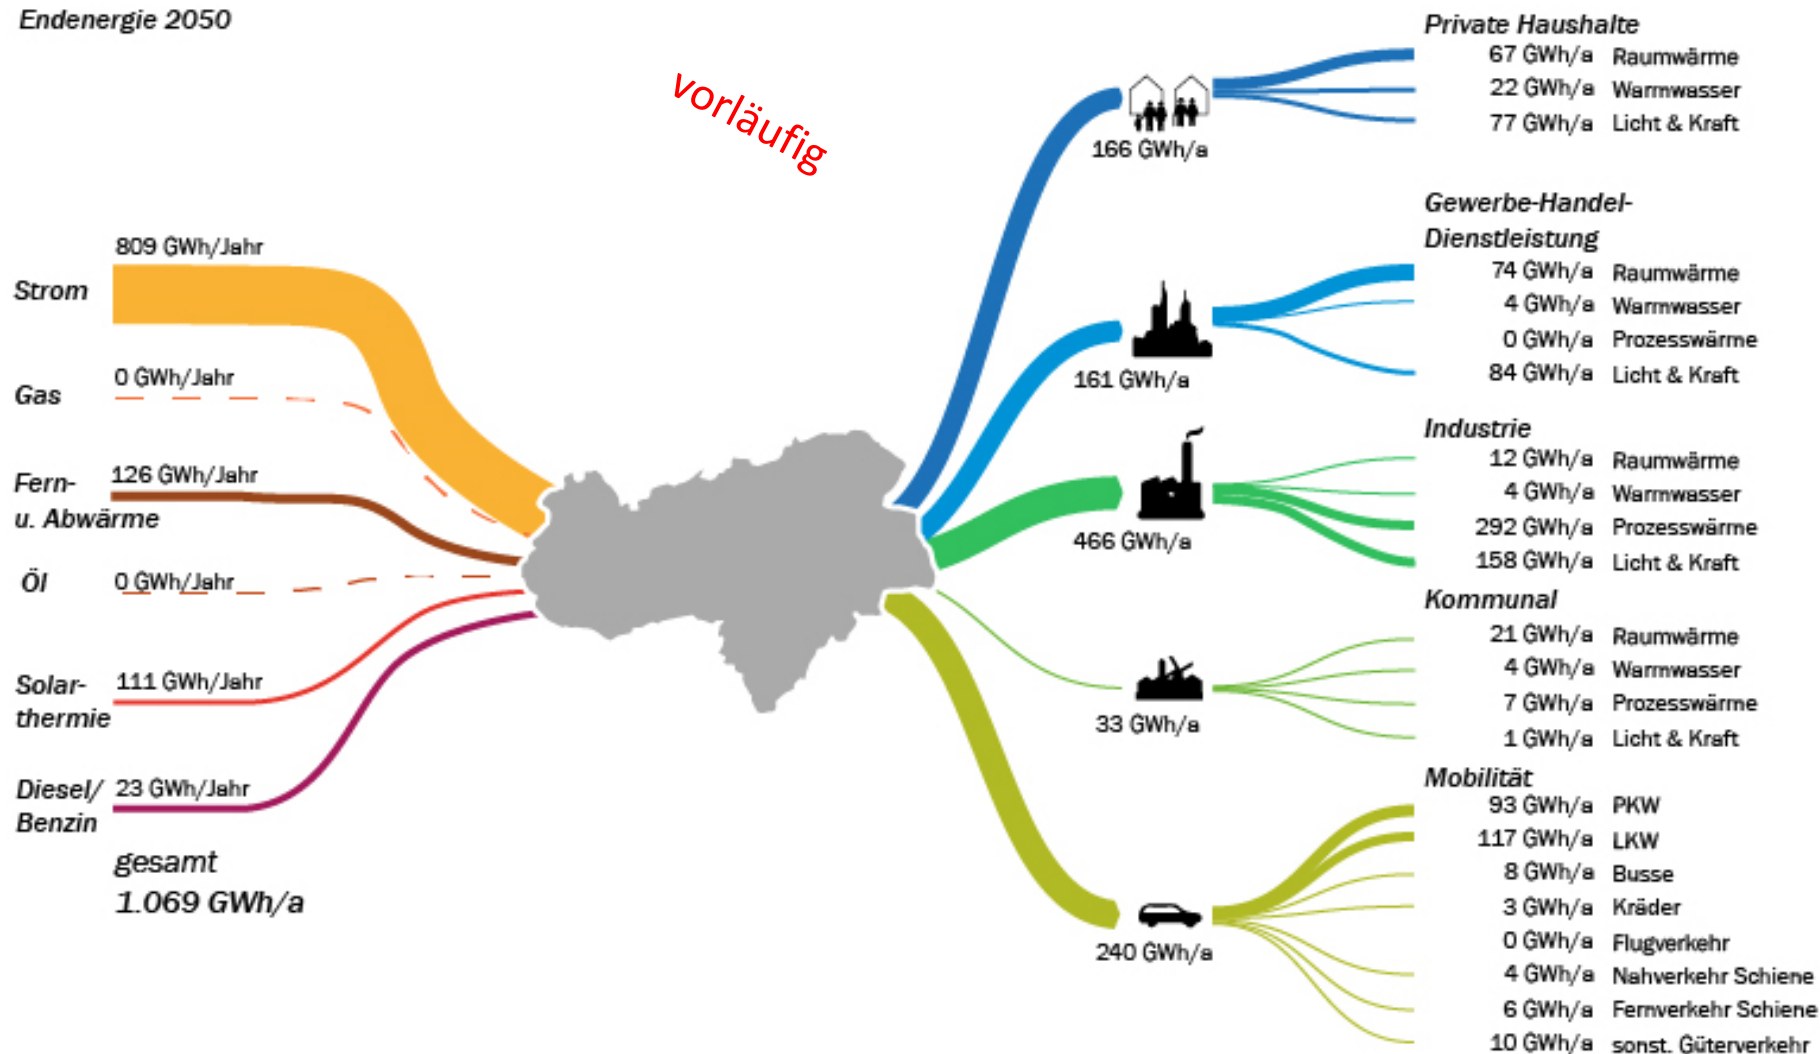 Endenergie 2050
vorläufig
809 GWh/Jahr
Strom
0 GWh/Jahr
Gas
126 GWh/Jahr
Fern-
u. Abwärme
0 GWh/Jahr
Öl
111 GWh/Jahr
Solar-
thermie
23 GWh/Jahr
Diesel/
Benzin
gesamt
1.069 GWh/a
166 GWh/a
161 GWh/a
466 GWh/a
33 GWh/a
240 GWh/a
Private Haushalte
67 GWh/a Raumwärme
22 GWh/a Warmwasser
77 GWh/a Licht & Kraft
Gewerbe-Handel-
Dienstleistung
74 GWh/a Raumwärme
4 GWh/a Warmwasser
0 GWh/a Prozesswärme
84 GWh/a Licht & Kraft
Industrie
12 GWh/a Raumwärme
4 GWh/a Warmwasser
292 GWh/a Prozesswärme
158 GWh/a Licht & Kraft
Kommunal
21 GWh/a Raumwärme
4 GWh/a Warmwasser
7 GWh/a Prozesswärme
1 GWh/a Licht & Kraft
Mobilität
93 GWh/a PKW
117 GWh/a LKW
8 GWh/a Busse
3 GWh/a Kräder
0 GWh/a Flugverkehr
4 GWh/a Nahverkehr Schiene
6 GWh/a Fernverkehr Schiene
10 GWh/a sonst. Güterverkehr